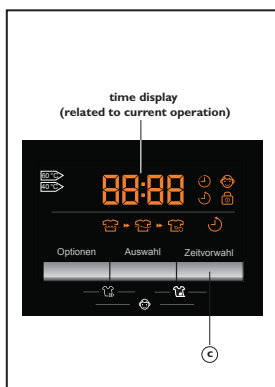 time display
(related to current operation)
60 °C
40 °C
88:88
Optionen Auswahl Zeitvorwahl
c